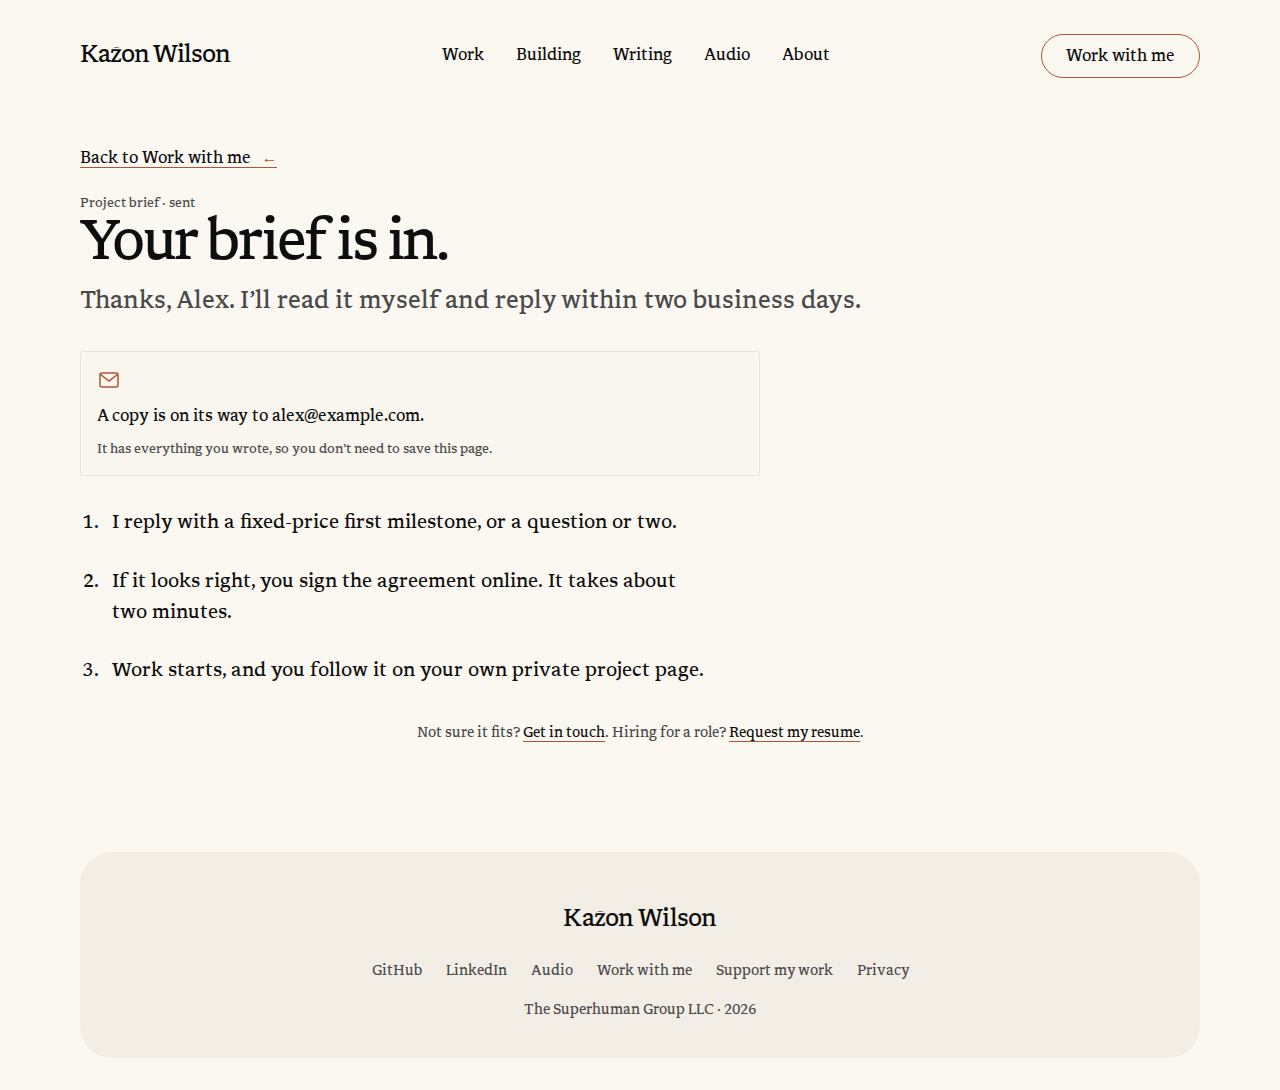 Kazon Wilson
Work Building Writing Audio About
Work with me
Back to Work with me ←
Project brief · sent
Your brief is in.
Thanks, Alex. I’ll read it myself and reply within two business days.
A copy is on its way to alex@example.com.
It has everything you wrote, so you don’t need to save this page.
1. I reply with a fixed-price first milestone, or a question or two.
2. If it looks right, you sign the agreement online. It takes about
two minutes.
3. Work starts, and you follow it on your own private project page.
Not sure it fits? Get in touch. Hiring for a role? Request my resume.
Kazon Wilson
GitHub LinkedIn Audio Work with me Support my work Privacy
The Superhuman Group LLC · 2026